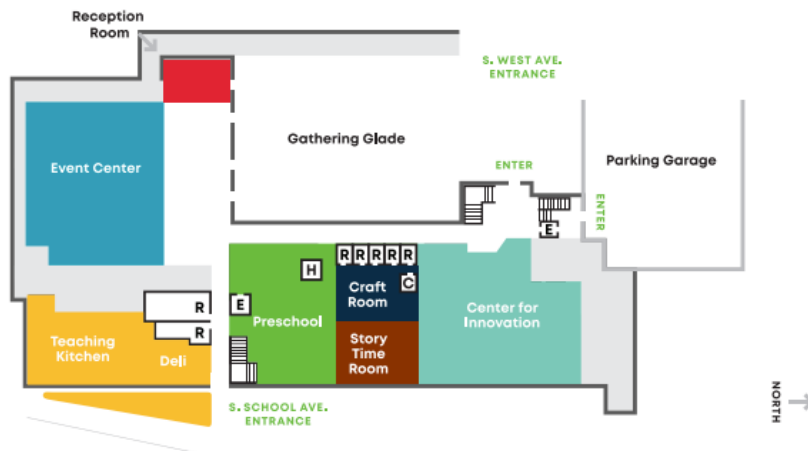 Reception
Room
S. WEST AVE.
ENTRANCE
Gathering Glade
Event Center
ENTER
Parking Garage
ENTER
E
R R R R R
H
C
Craft
Room
E
R
Preschool
Center for
Innovation
R
Teaching
Kitchen
Deli
Story
Time
Room
S. SCHOOL AVE.
ENTRANCE
NORTH